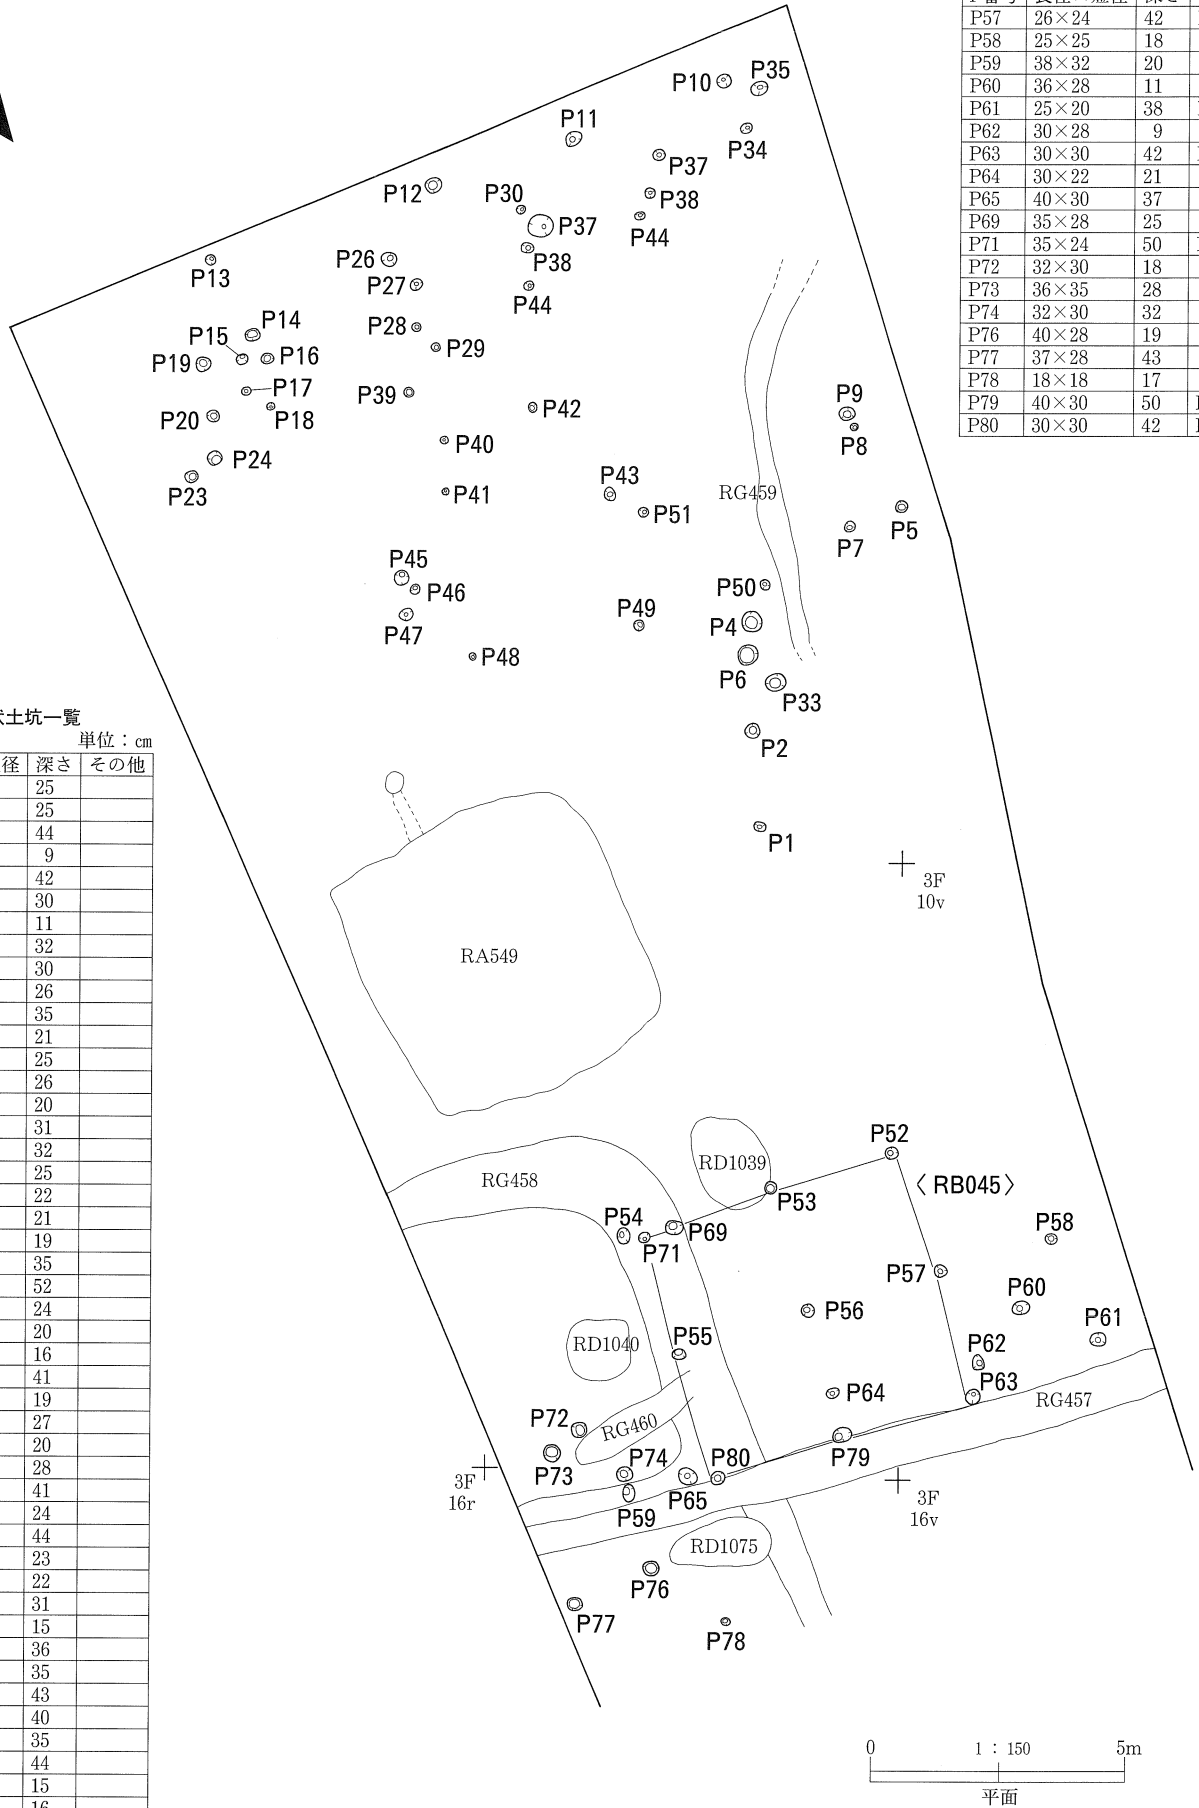 P57 26×24 42
P58 25×25 18
P59 38×32 20
P60 36×28 11
P61 25×20 38
P62 30×28 9
P63 30×30 42
P64 30×22 21
P65 40×30 37
P69 35×28 25
P71 35×24 50
P72 32×30 18
P73 36×35 28
P74 32×30 32
P76 40×28 19
P77 37×28 43
P78 18×18 17
P79 40×30 50
P80 30×30 42
P10
P35
P11
P34
P37
P12
P30
P38
P37
P44
P13
P26
P38
P27
P44
P14
P28
P15
P29
P19
P16
P17
P39
P9
P20
P18
P42
P8
P40
P24
P23
P43
P41
RG459
P51
P5
P7
P45
P50
P46
P49
P4
P47
P48
P6
P33
P2
P1
3F
10v
RA549
状土坑一覧
単位：㎝
径 深さ その他
25
25
44
9
42
30
11
32
30
26
35
21
25
26
20
31
32
25
22
21
19
35
52
24
20
16
41
19
27
20
28
41
24
44
23
22
31
15
36
35
43
40
35
44
15
16
P52
RD1039
RG458
〈 RB045 〉
P53
P54
P69
P71
P58
P57
P56
P60
P55
P61
RD1040
P62
P64
P63
RG457
P72
RG460
P79
P73
P74
P80
3F
16r
P59
P65
3F
16v
RD1075
P76
P77
P78
0 1：150 5m
平面